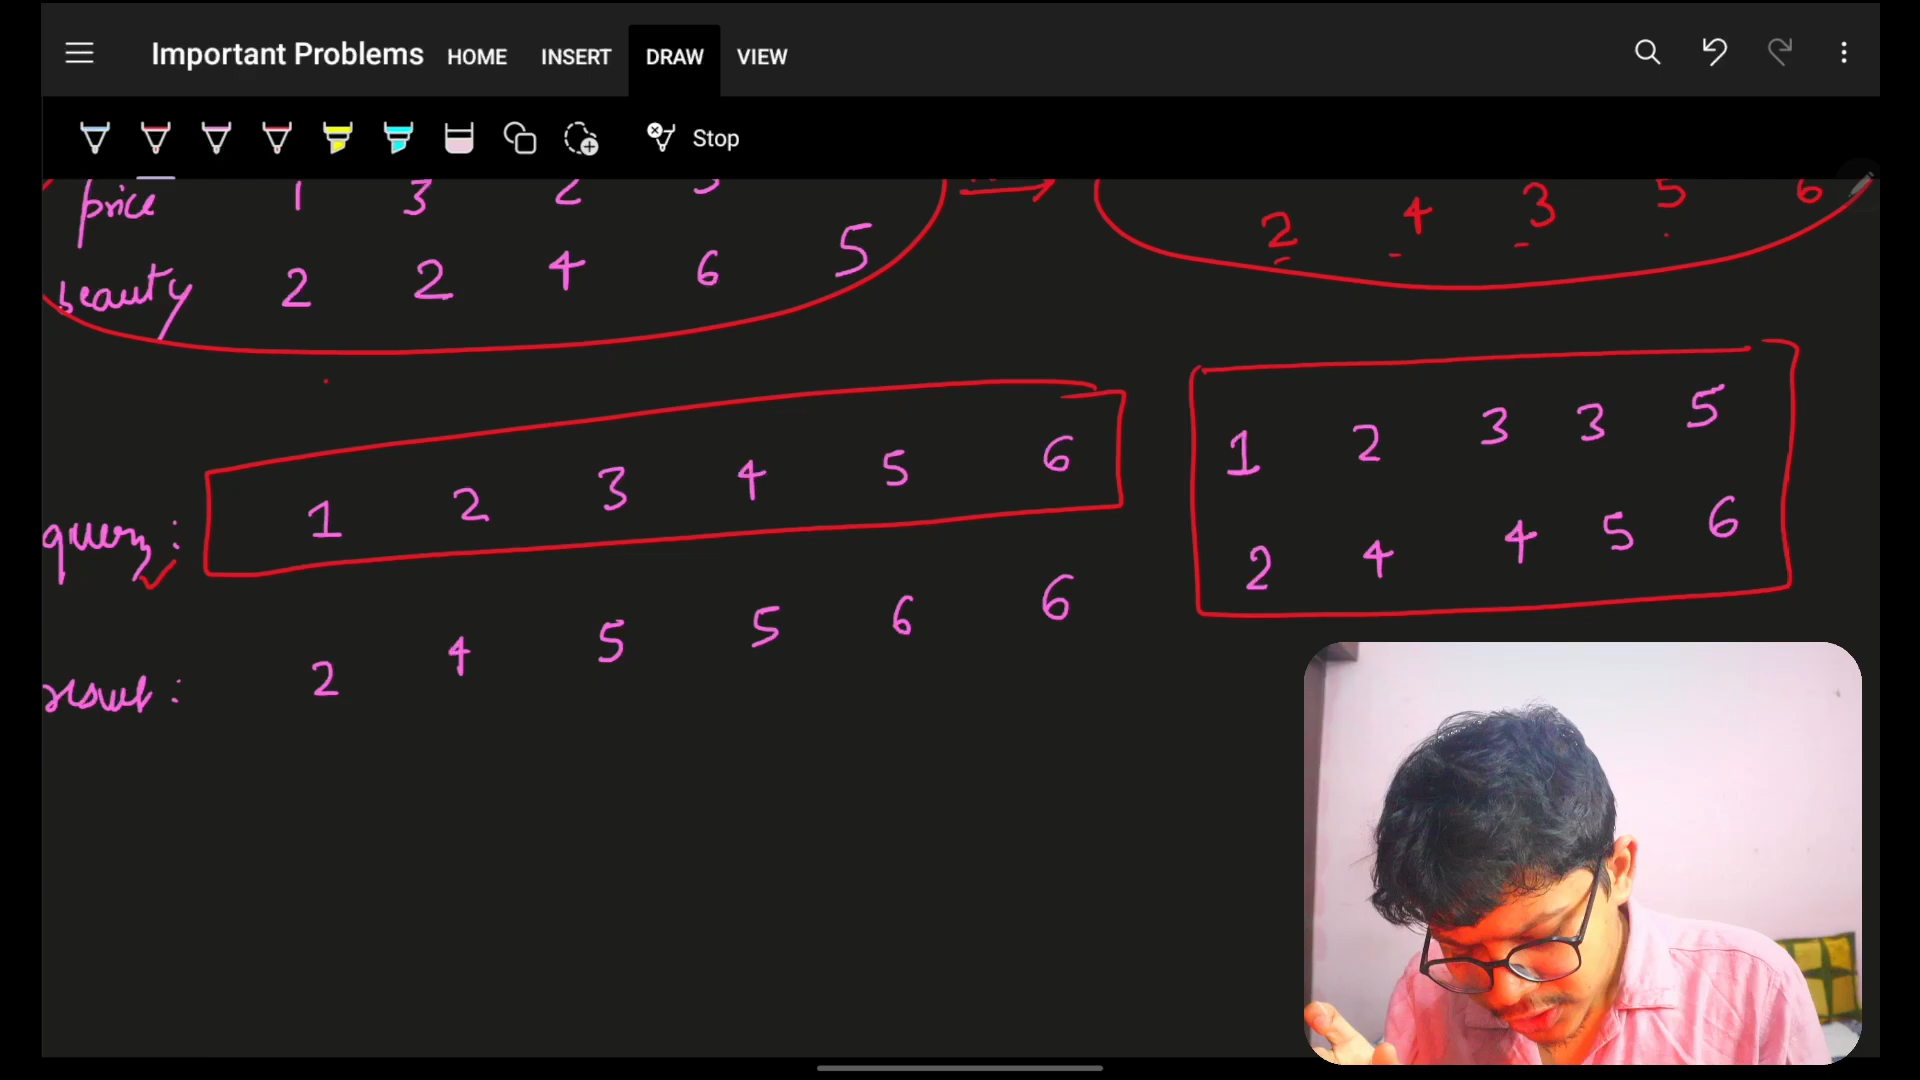 Important Problems HOME INSERT DRAW VIEW
Stop
price 1 3 2 5
beauty 2 2 4 6 5
2 4 3 5 6
query: 1 2 3 4 5 6
result: 2 4 5 5 6 6
1 2 3 3 5
2 4 4 5 6